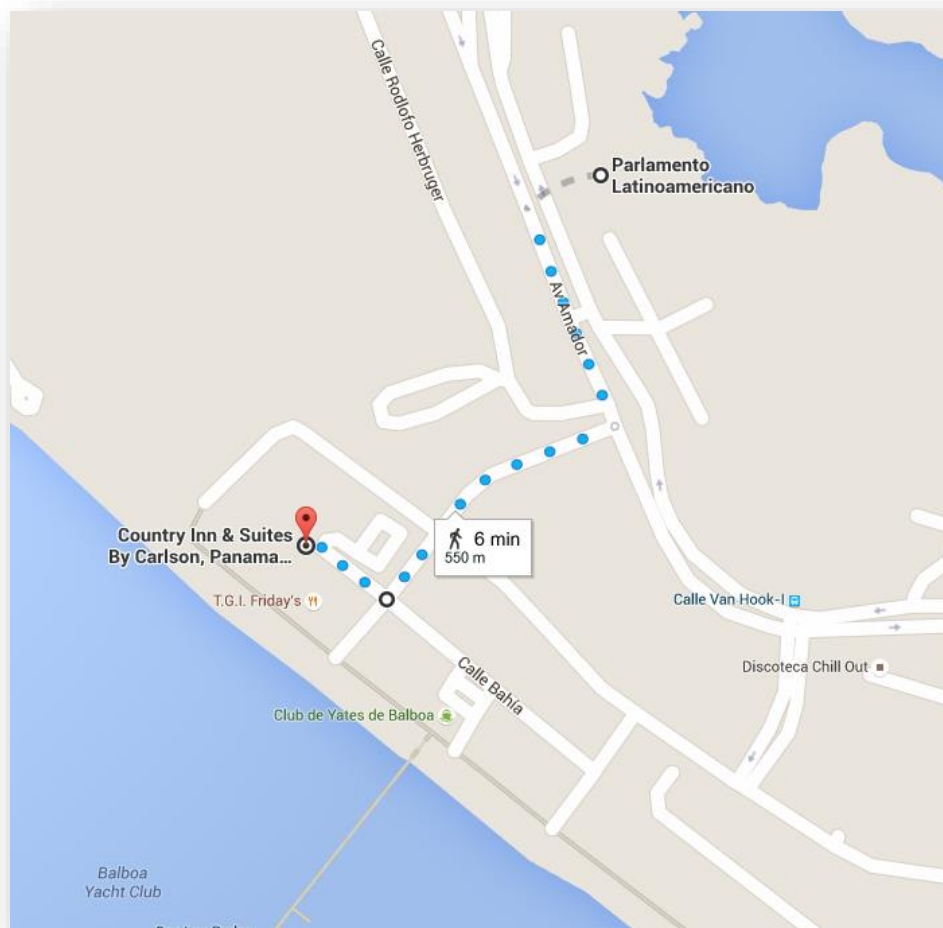 Calle Rodlofo Herbruger
Parlamento
Latinoamericano
Av Amador
Country Inn & Suites
By Carlson, Panama...
6 min
550 m
T.G.I. Friday's
Calle Van Hook-I
Discoteca Chill Out
Calle Bahía
Club de Yates de Balboa
Balboa
Yacht Club